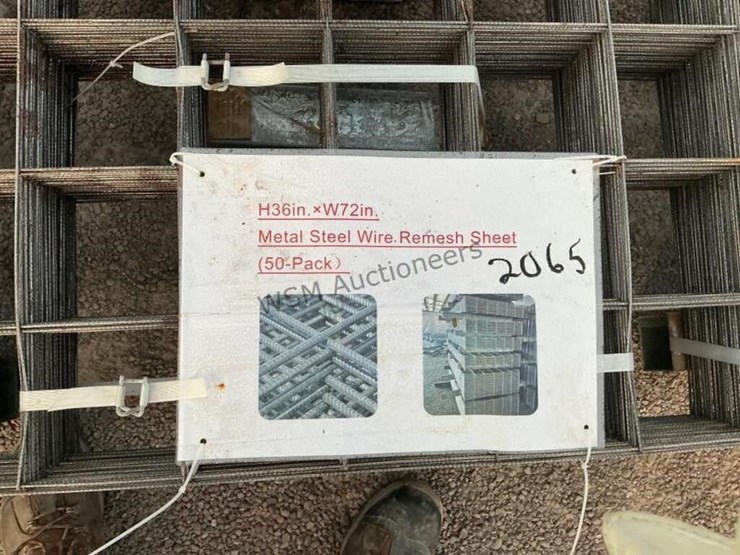 H36in.×W72in.
Metal Steel Wire Remesh Sheet
(50-Pack)
2065
WSM Auctioneers